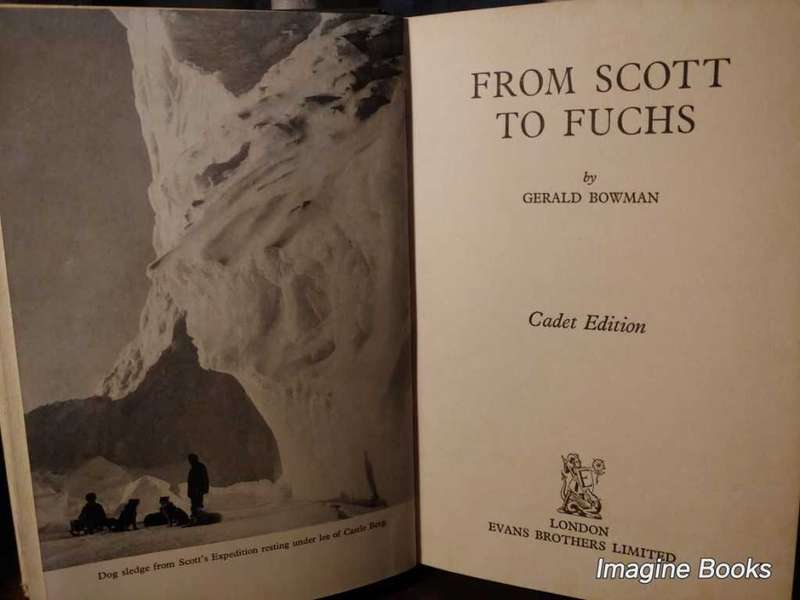 Dog sledge from Scott's Expedition resting under lee of Castle Berg.
FROM SCOTT
TO FUCHS
by
GERALD BOWMAN
Cadet Edition
E
LONDON
EVANS BROTHERS LIMITED
Imagine Books